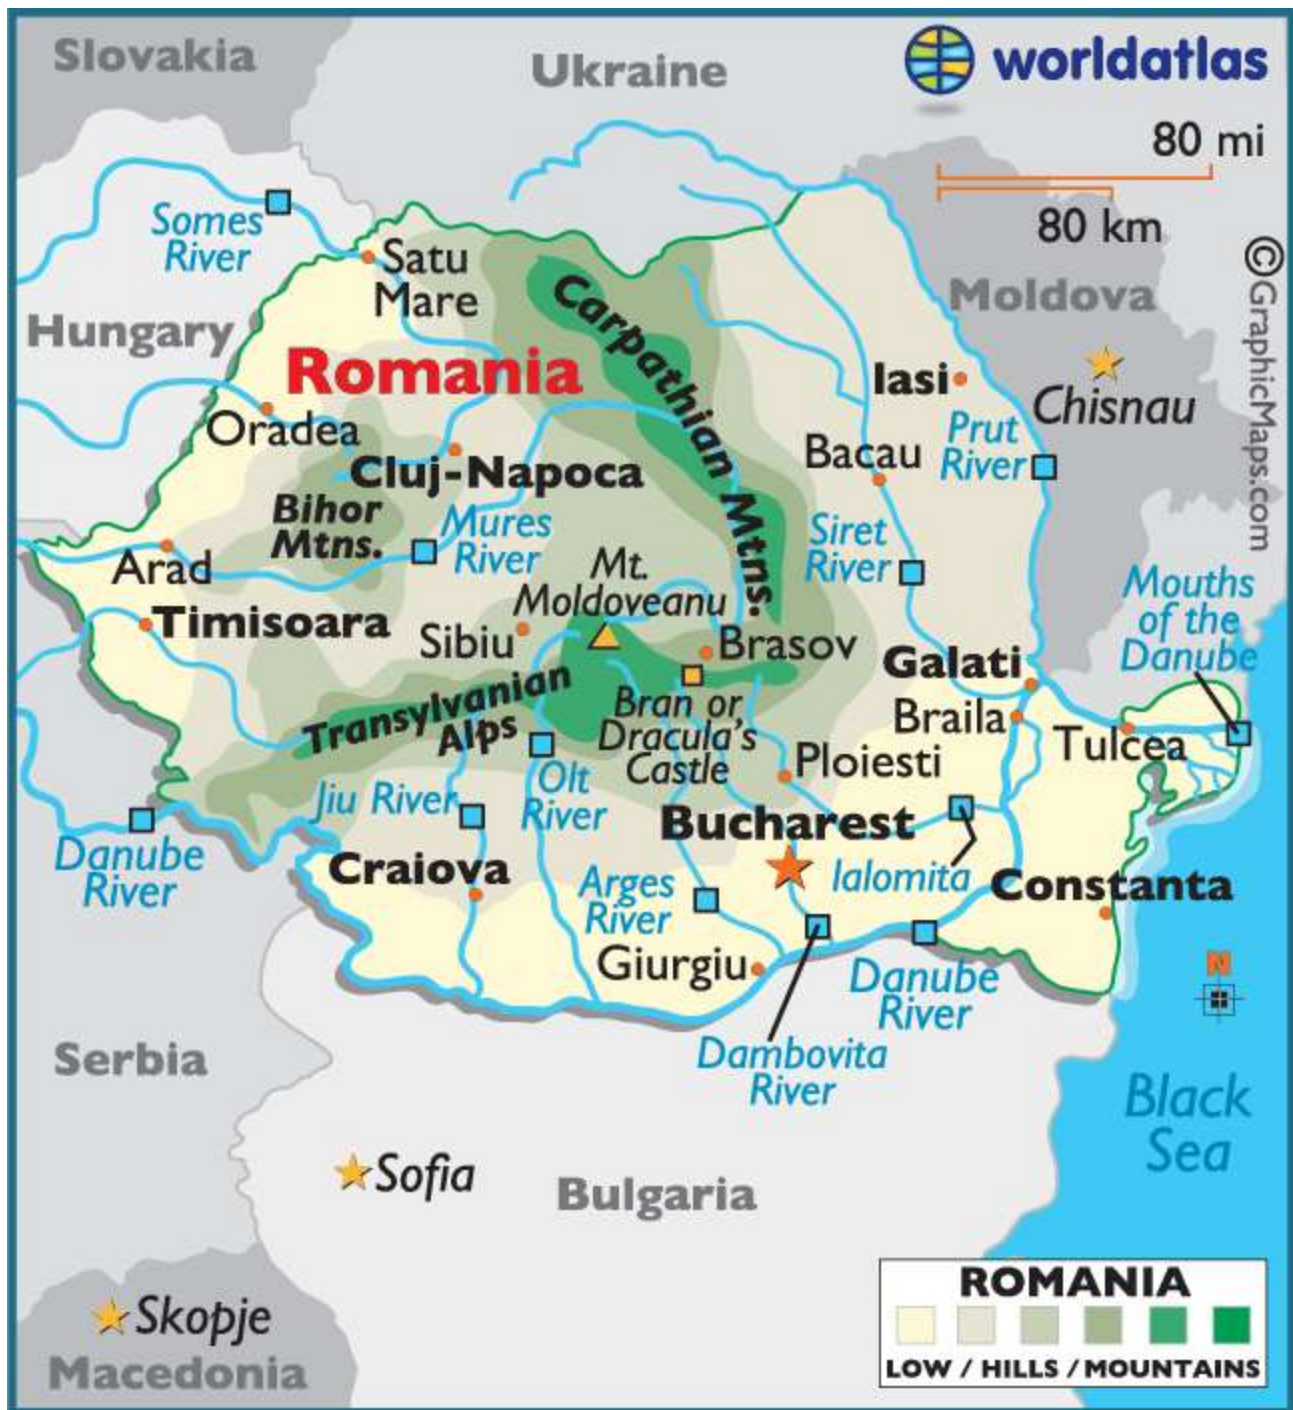 Slovakia
Ukraine
worldatlas
80 mi
80 km
©GraphicMaps.com
Somes
River
Satu
Mare
Hungary
Moldova
Carpathian Mtns.
Romania
Iasi
Chisnau
Oradea
Prut
River
Bacau
Cluj-Napoca
Bihor
Mtns.
Mures
River
Siret
River
Arad
Mt.
Moldoveanu
Mouths
of the
Danube
Timisoara
Sibiu
Brasov
Galati
Transylvanian
Alps
Bran or
Dracula's
Castle
Braila
Tulcea
Ploiesti
Jiu River
Olt
River
Bucharest
Danube
River
Craiova
Arges
River
Ialomita
Constanta
Giurgiu
Danube
River
N
Dambovita
River
Serbia
Black
Sea
Sofia
Bulgaria
Skopje
Macedonia
ROMANIA
LOW / HILLS / MOUNTAINS